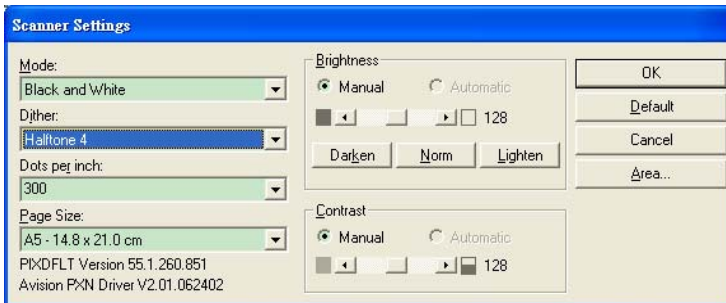 Scanner Settings
Mode:
Black and White
Dither:
Halftone 4
Dots per inch:
300
Page Size:
A5 - 14.8 x 21.0 cm
PIXDFLT Version 55.1.260.851
Avision PXN Driver V2.01.062402
Brightness
Manual Automatic
128
Darken Norm Lighten
Contrast
Manual Automatic
128
OK
Default
Cancel
Area...